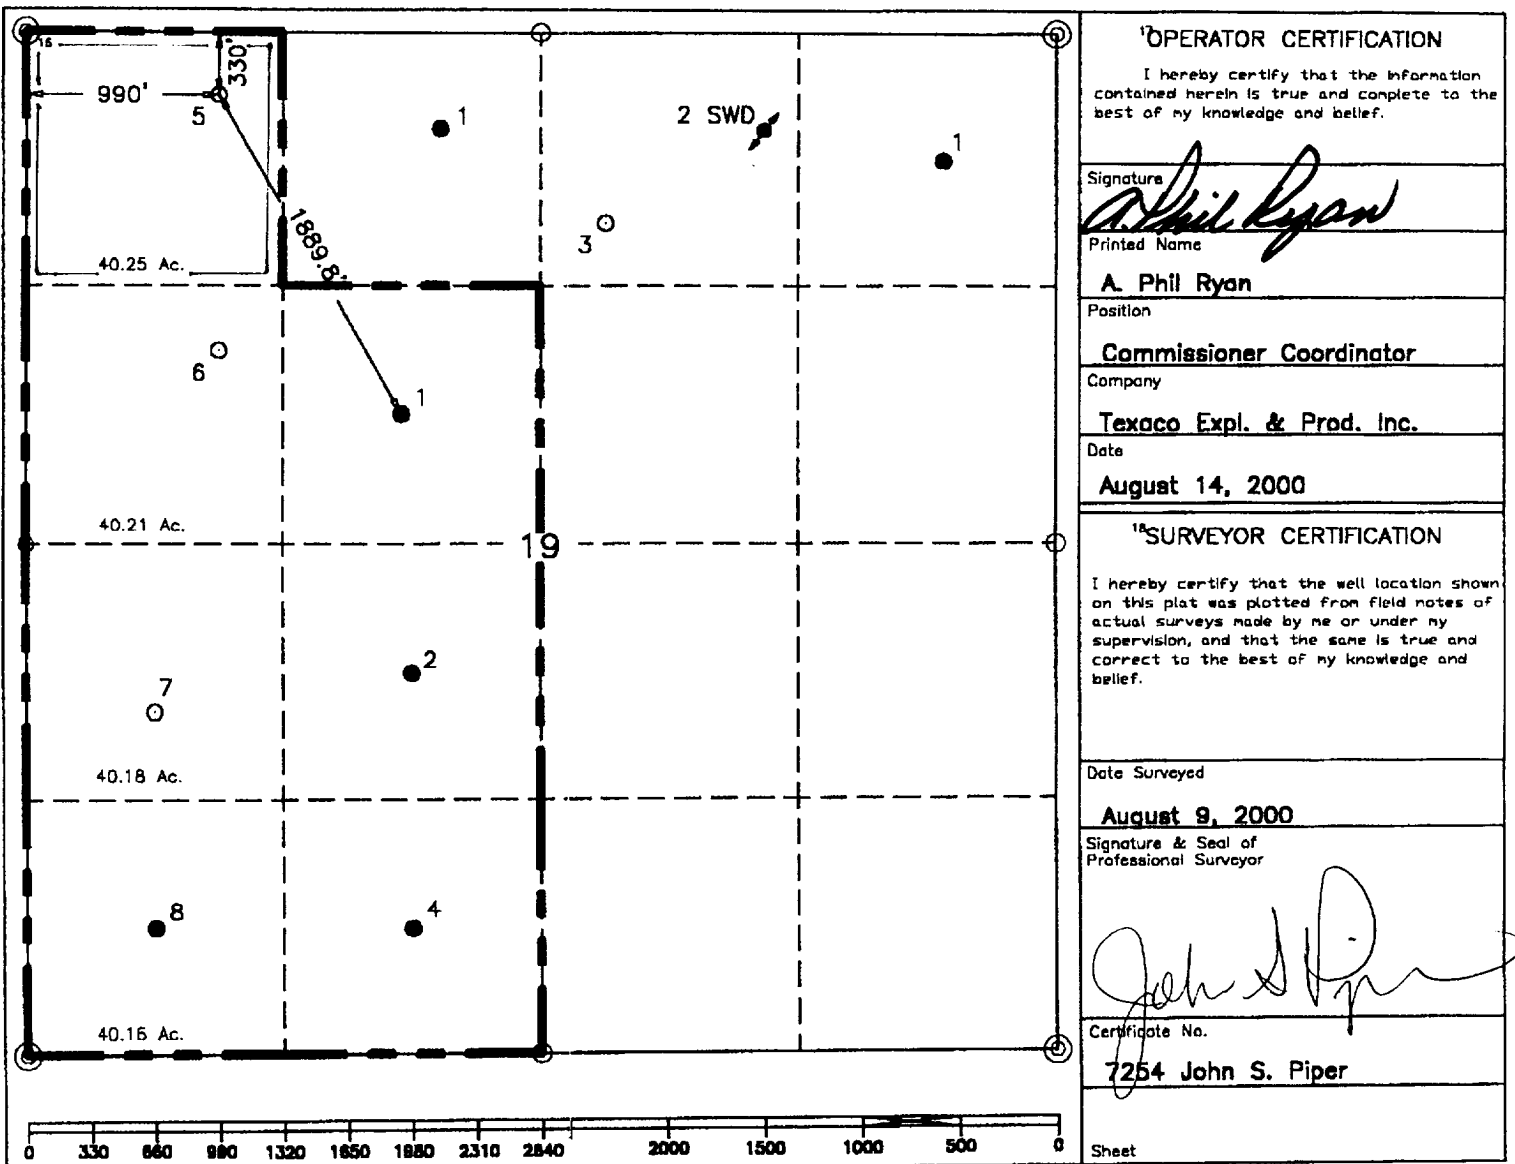 16
330'
990'
5
1
2 SWD
1
3
1889.8'
40.25 Ac.
6
1
40.21 Ac.
19
2
7
40.18 Ac.
8
4
40.16 Ac.
0 330 660 990 1320 1650 1980 2310 2640 2000 1500 1000 500 0
17 OPERATOR CERTIFICATION
I hereby certify that the information
contained herein is true and complete to the
best of my knowledge and belief.
Signature
A. Phil Ryan
Printed Name
A. Phil Ryan
Position
Commissioner Coordinator
Company
Texaco Expl. & Prod. Inc.
Date
August 14, 2000
18 SURVEYOR CERTIFICATION
I hereby certify that the well location shown
on this plat was plotted from field notes of
actual surveys made by me or under my
supervision, and that the same is true and
correct to the best of my knowledge and
belief.
Date Surveyed
August 9, 2000
Signature & Seal of
Professional Surveyor
John S Piper
Certificate No.
7254 John S. Piper
Sheet